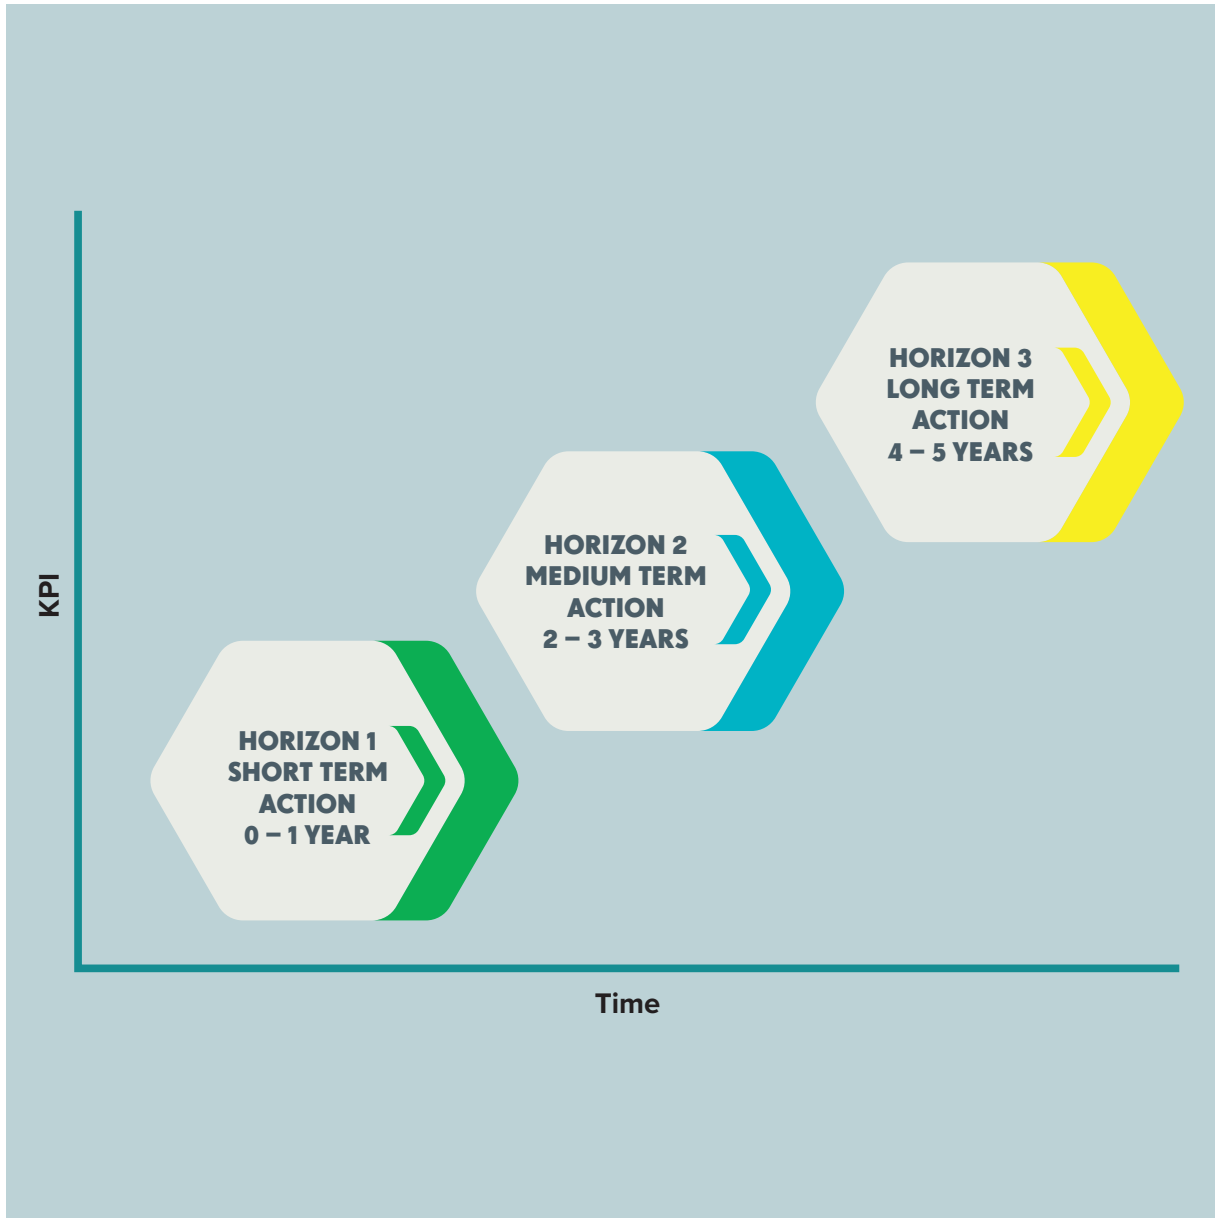 HORIZON 3
LONG TERM
ACTION
4 – 5 YEARS
HORIZON 2
MEDIUM TERM
ACTION
2 – 3 YEARS
KPI
HORIZON 1
SHORT TERM
ACTION
0 – 1 YEAR
Time